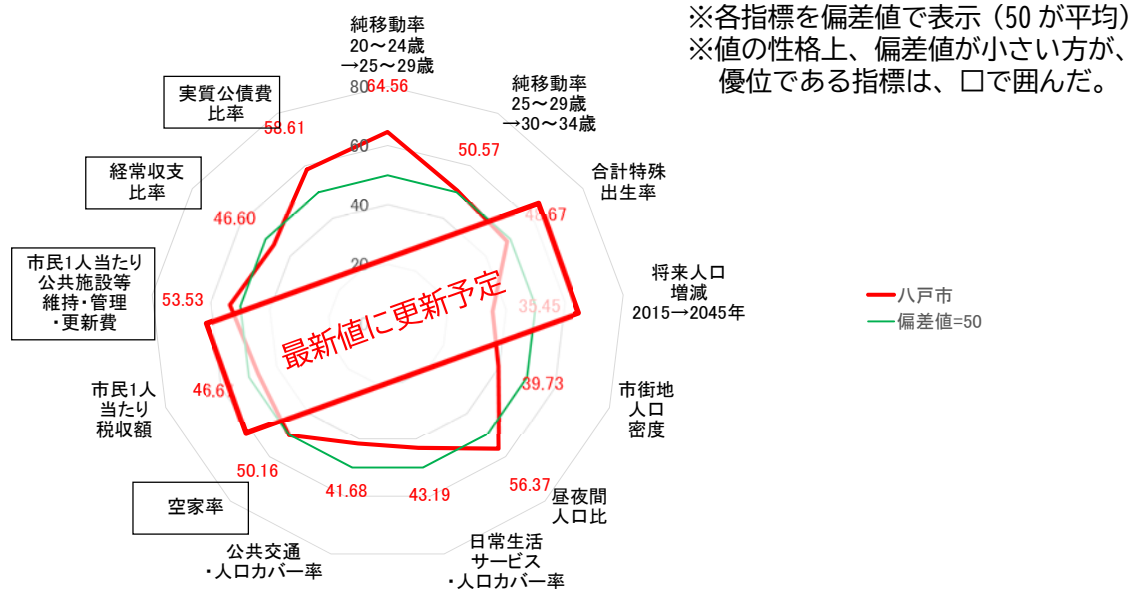 ※各指標を偏差値で表示（50 が平均）
※値の性格上、偏差値が小さい方が、
優位である指標は、□で囲んだ。
純移動率
20～24歳
→25～29歳
64.56
純移動率
25～29歳
→30～34歳
50.57
合計特殊
出生率
48.67
将来人口
増減
2015→2045年
35.45
市街地
人口
密度
39.73
昼夜間
人口比
56.37
日常生活
サービス
・人口カバー率
43.19
公共交通
・人口カバー率
41.68
空家率
50.16
市民1人
当たり
税収額
市民1人当たり
公共施設等
維持・管理
・更新費
53.53
経常収支
比率
46.60
実質公債費
比率
58.61
80
60
40
20
最新値に更新予定
八戸市
偏差値=50